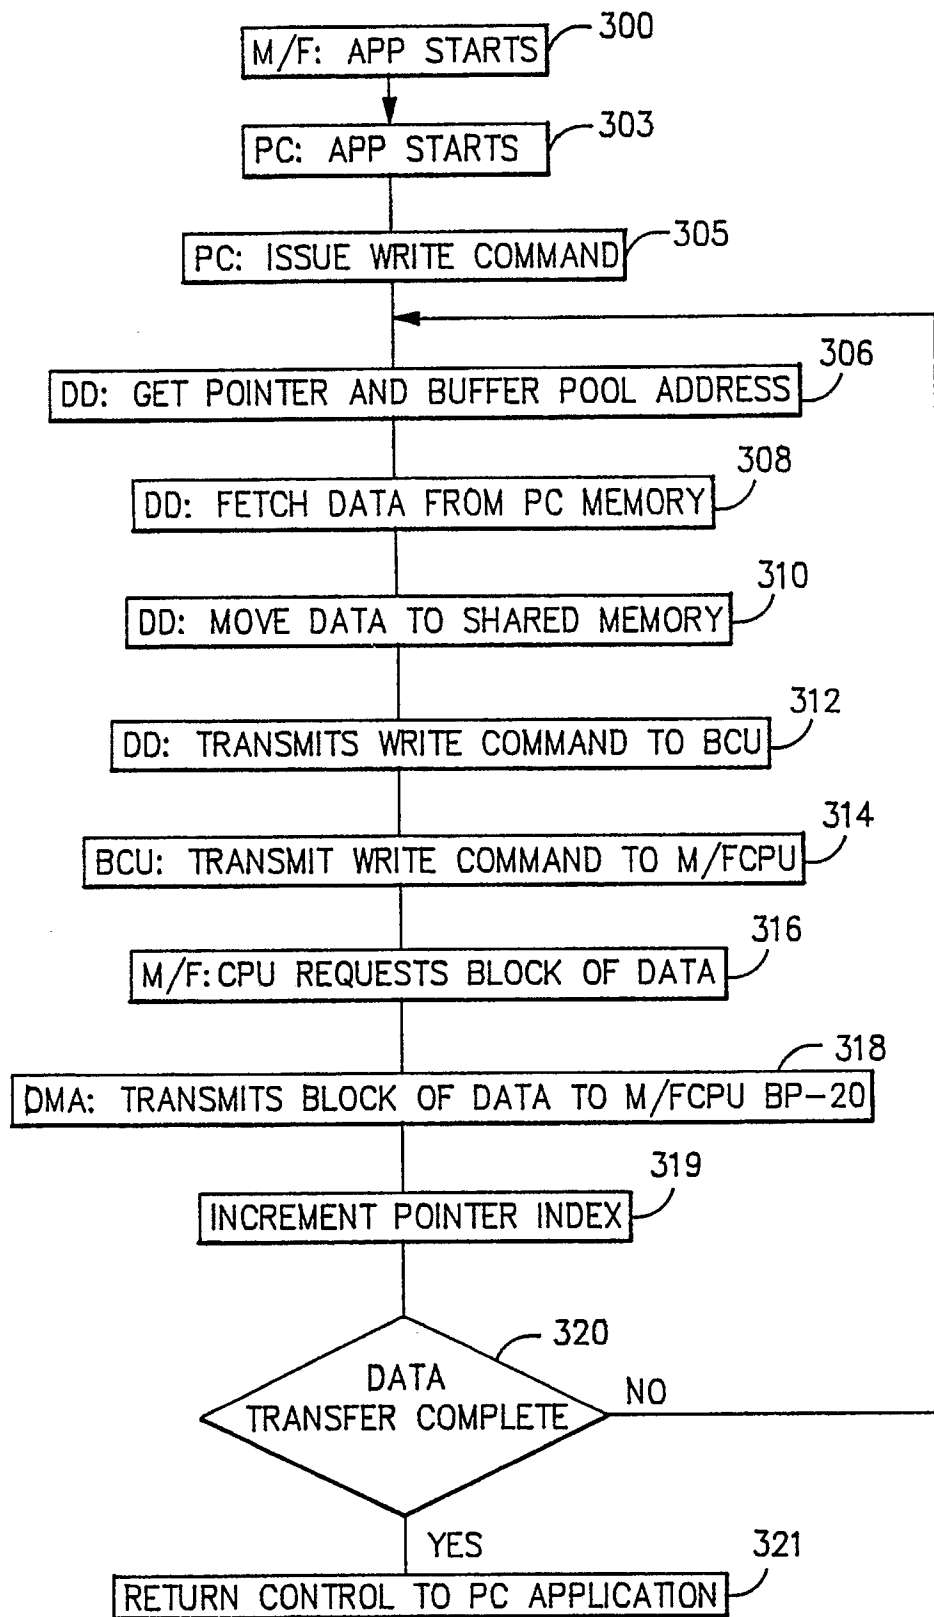 300
M/F: APP STARTS
303
PC: APP STARTS
305
PC: ISSUE WRITE COMMAND
306
DD: GET POINTER AND BUFFER POOL ADDRESS
308
DD: FETCH DATA FROM PC MEMORY
310
DD: MOVE DATA TO SHARED MEMORY
312
DD: TRANSMITS WRITE COMMAND TO BCU
314
BCU: TRANSMIT WRITE COMMAND TO M/FCPU
316
M/F:CPU REQUESTS BLOCK OF DATA
318
DMA: TRANSMITS BLOCK OF DATA TO M/FCPU BP-20
319
INCREMENT POINTER INDEX
320
DATA
TRANSFER COMPLETE
NO
YES
321
RETURN CONTROL TO PC APPLICATION